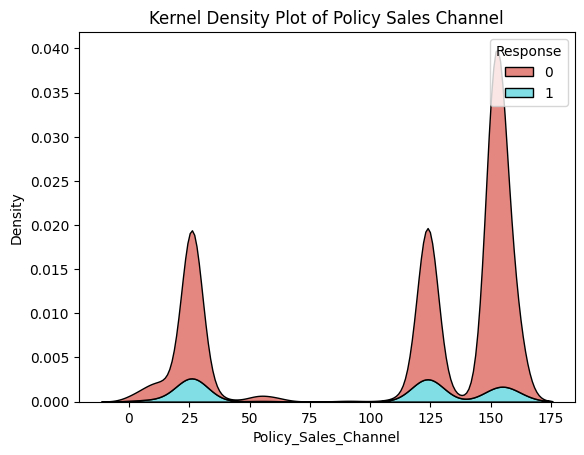 Kernel Density Plot of Policy Sales Channel
Response
0
1
0.040
0.035
0.030
0.025
0.020
0.015
0.010
0.005
0.000
Density
0 25 50 75 100 125 150 175
Policy_Sales_Channel